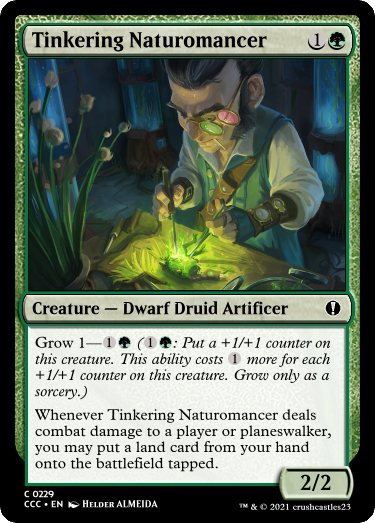 Tinkering Naturomancer 1
Creature — Dwarf Druid Artificer
Grow 1—1 (1: Put a +1/+1 counter on
this creature. This ability costs 1 more for each
+1/+1 counter on this creature. Grow only as a
sorcery.)
Whenever Tinkering Naturomancer deals
combat damage to a player or planeswalker,
you may put a land card from your hand
onto the battlefield tapped.
2/2
C 0229
CCC • EN Helder ALMEIDA
™ & © 2021 crushcastles23